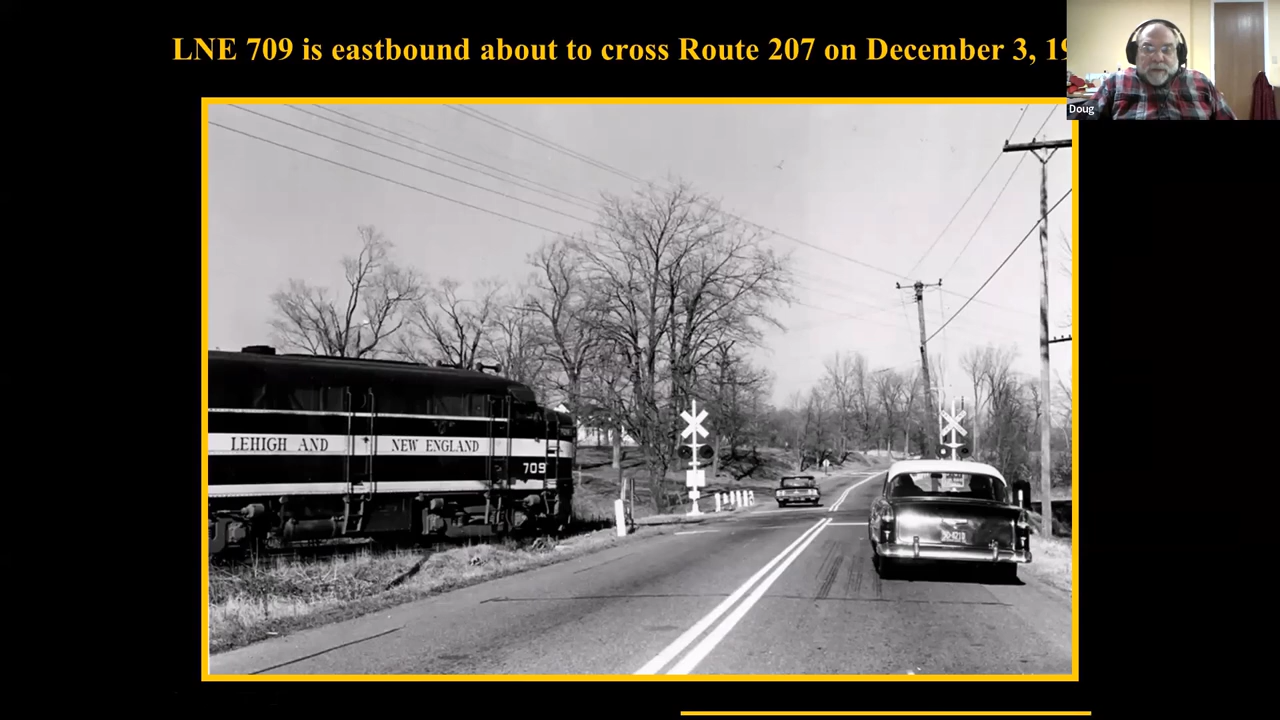 LNE 709 is eastbound about to cross Route 207 on December 3, 19
Doug
LEHIGH AND NEW ENGLAND
709